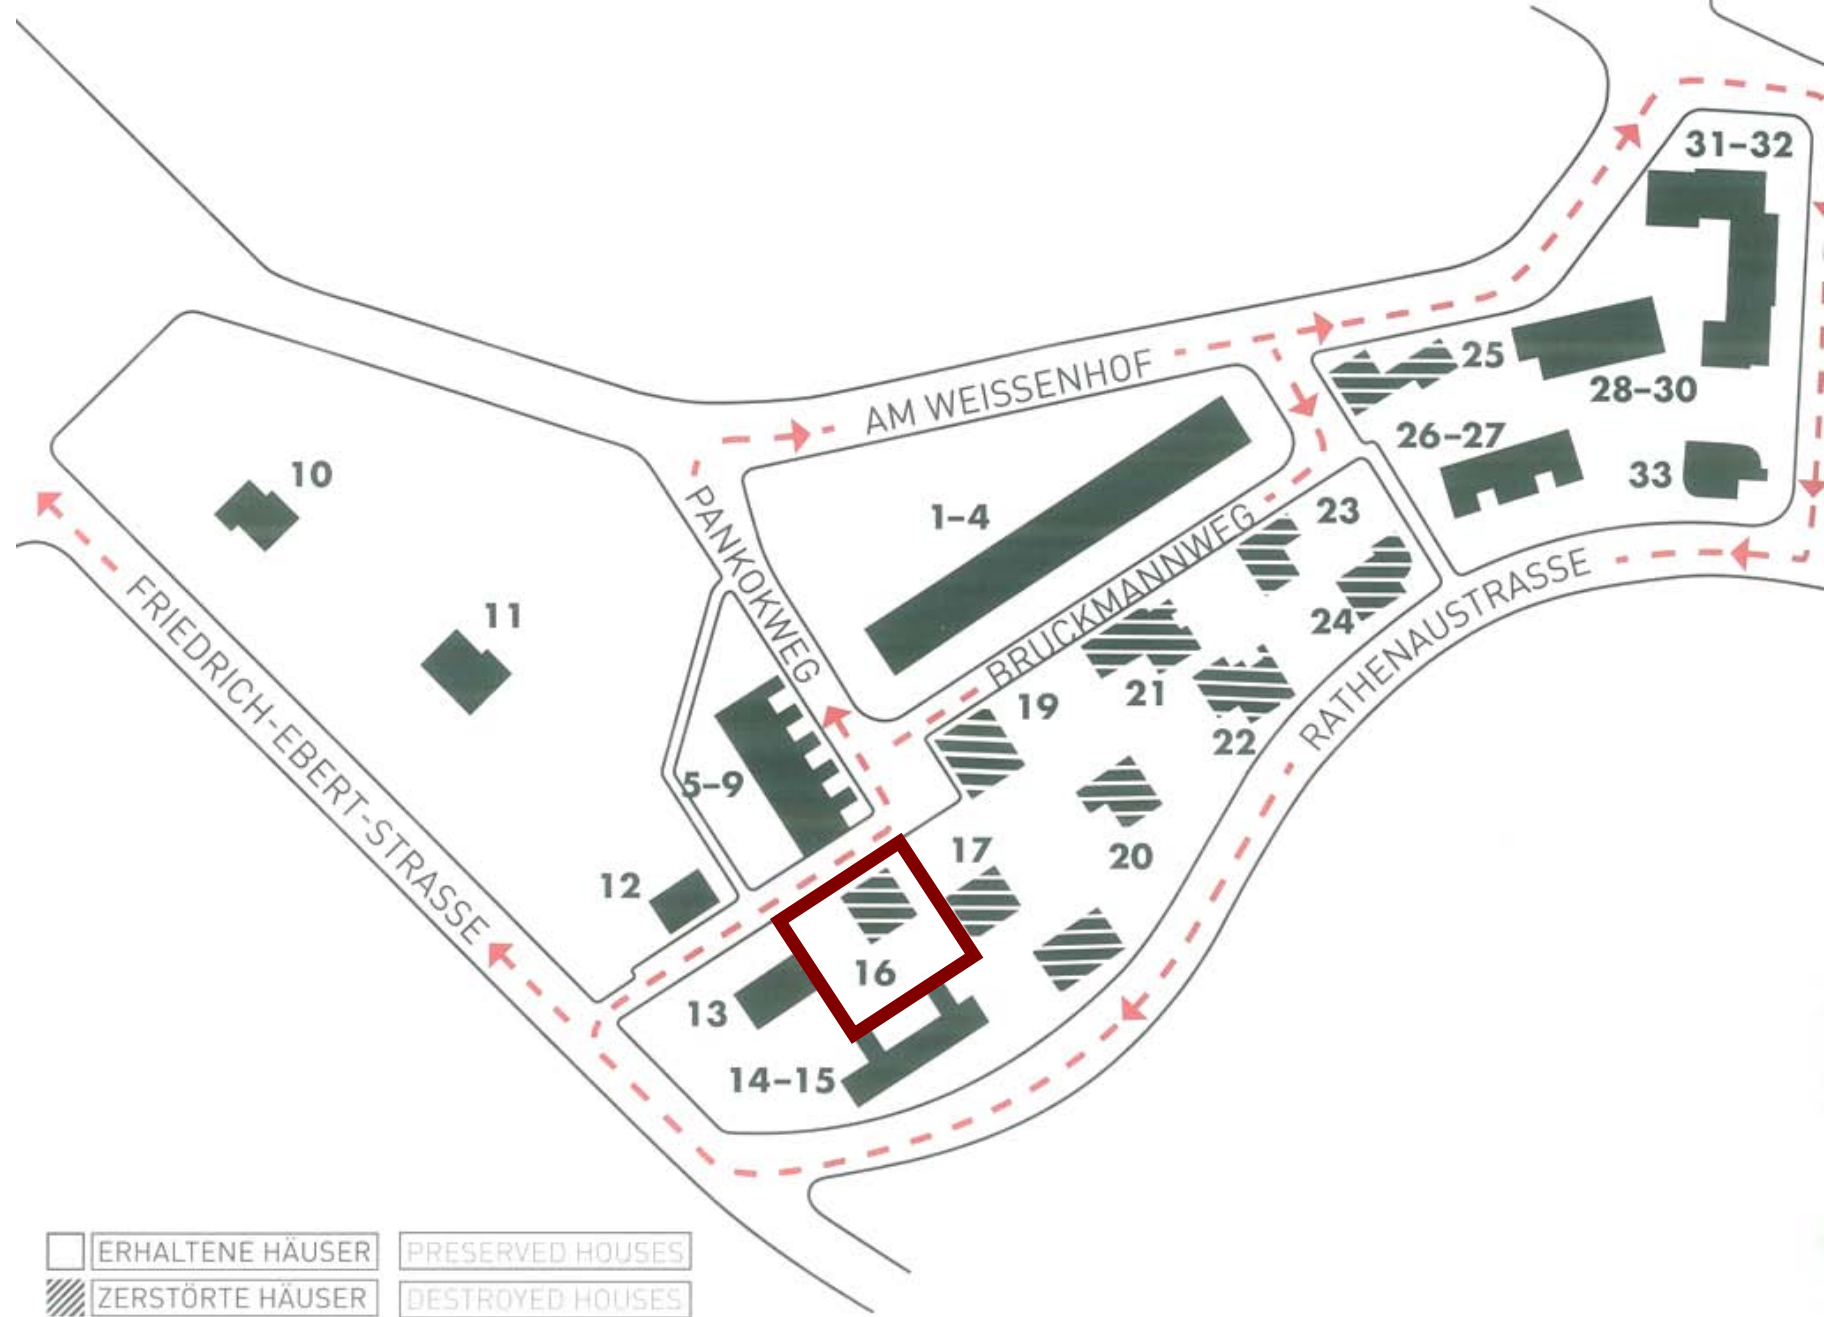 31–32
25
28–30
AM WEISSENHOF
26–27
10
33
1–4
23
PANKOKWEG
BRUCKMANNWEG
RATHENAUSTRASSE
FRIEDRICH-EBERT-STRASSE
11
24
21
19
22
5–9
17
20
12
16
13
14–15
ERHALTENE HÄUSER PRESERVED HOUSES
ZERSTÖRTE HÄUSER DESTROYED HOUSES